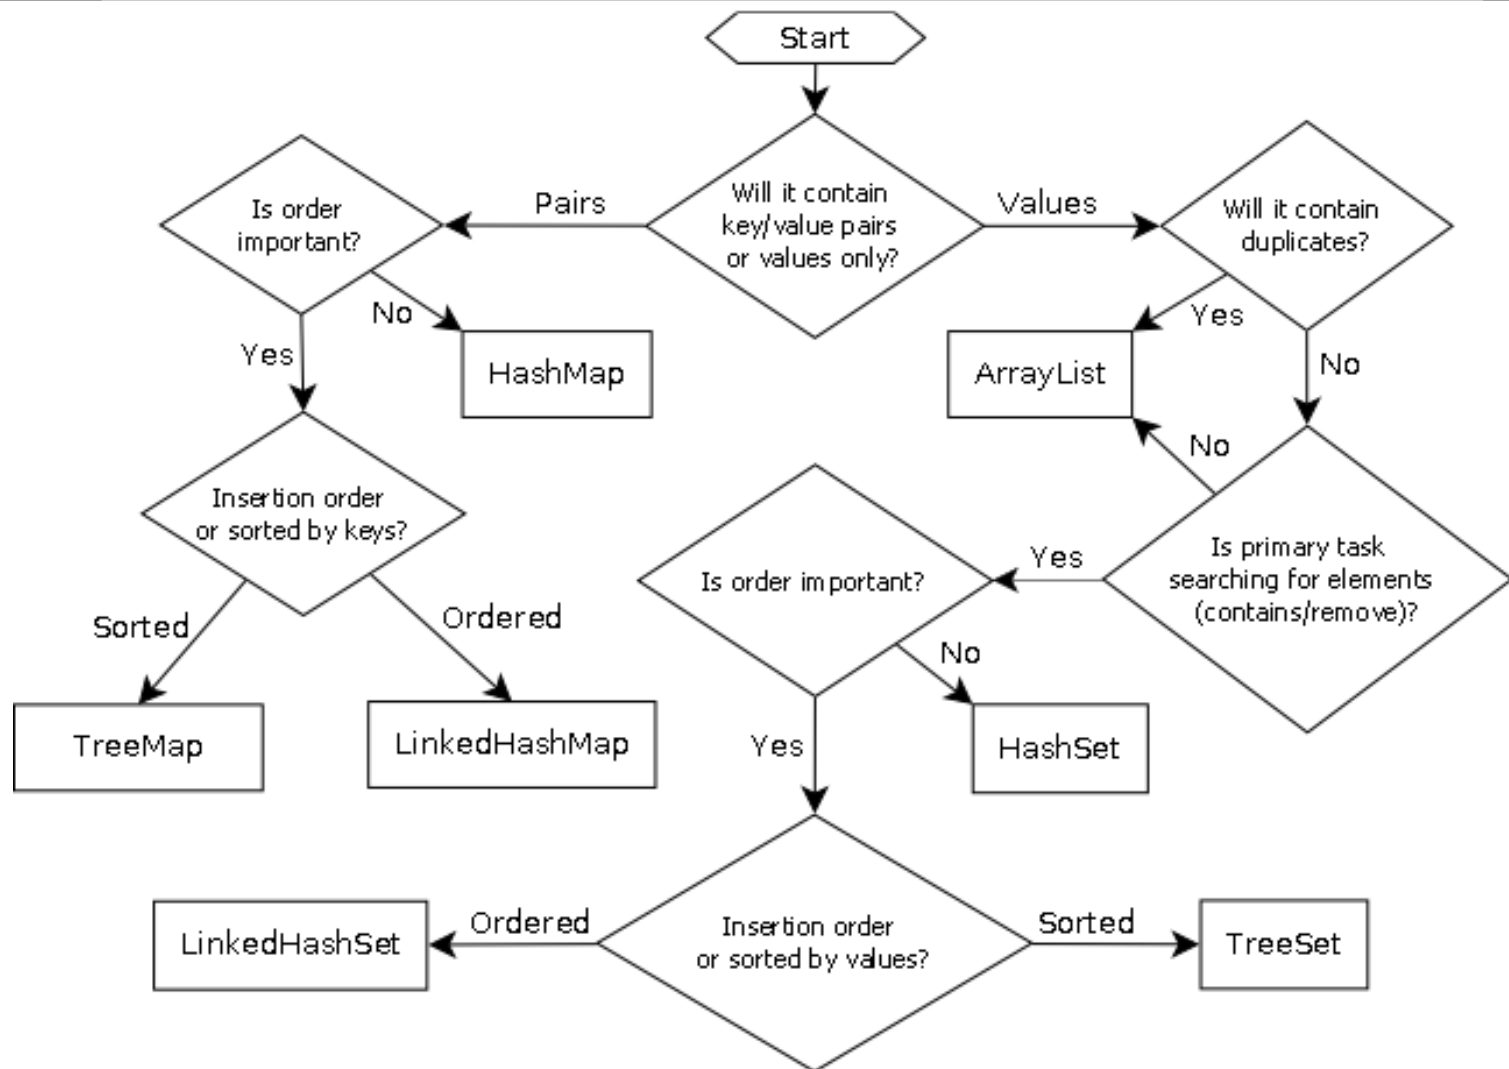 Start
Will it contain
key/value pairs
or values only?
Pairs
Values
Is order
important?
No
Yes
HashMap
Insertion order
or sorted by keys?
Sorted
Ordered
TreeMap
LinkedHashMap
Will it contain
duplicates?
Yes
No
ArrayList
No
Is primary task
searching for elements
(contains/remove)?
Yes
Is order important?
No
Yes
HashSet
Insertion order
or sorted by values?
Ordered
Sorted
LinkedHashSet
TreeSet